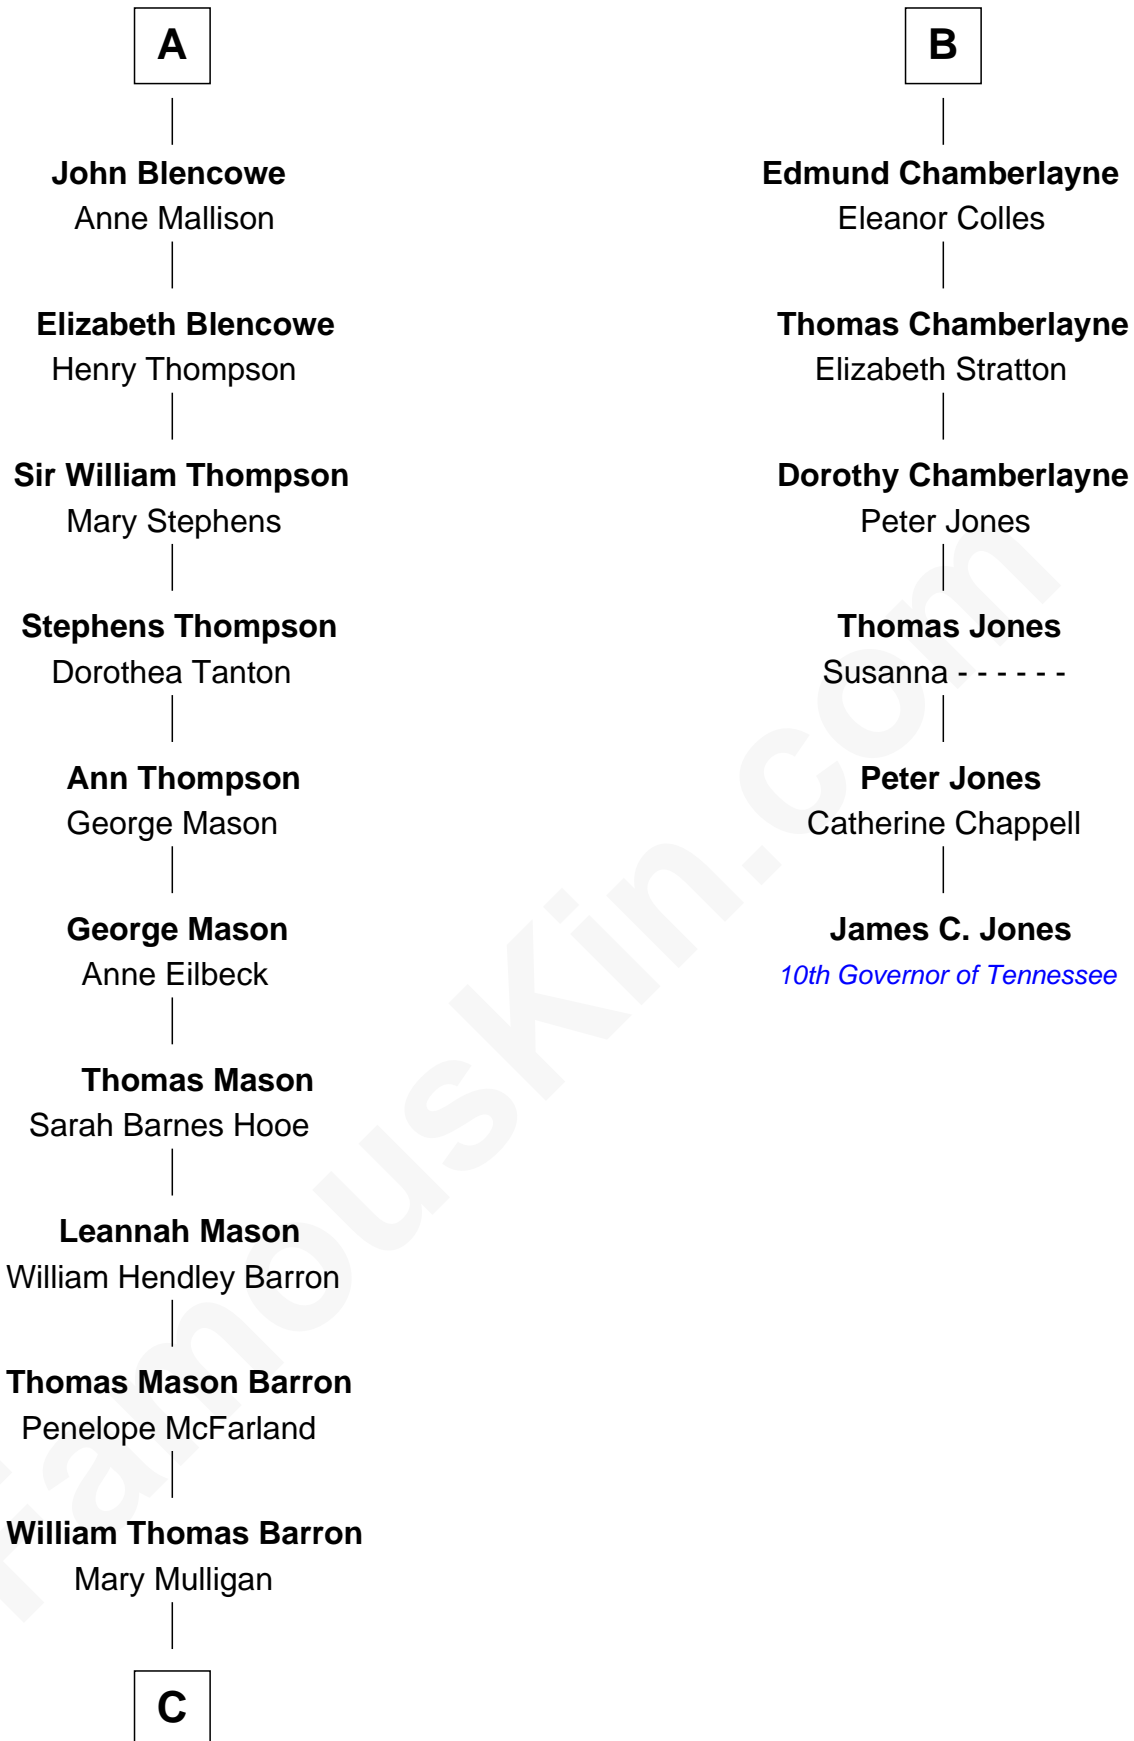 A
John Blencowe
Anne Mallison
Elizabeth Blencowe
Henry Thompson
Sir William Thompson
Mary Stephens
Stephens Thompson
Dorothea Tanton
Ann Thompson
George Mason
George Mason
Anne Eilbeck
Thomas Mason
Sarah Barnes Hooe
Leannah Mason
William Hendley Barron
Thomas Mason Barron
Penelope McFarland
William Thomas Barron
Mary Mulligan
C
B
Edmund Chamberlayne
Eleanor Colles
Thomas Chamberlayne
Elizabeth Stratton
Dorothy Chamberlayne
Peter Jones
Thomas Jones
Susanna - - - - - -
Peter Jones
Catherine Chappell
James C. Jones
10th Governor of Tennessee
FamousKin.com